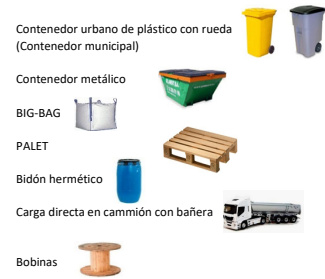 Contenedor urbano de plástico con rueda
(Contenedor municipal)
Contenedor metálico
BIG-BAG
PALET
Bidón hermético
Carga directa en cammión con bañera
Bobinas